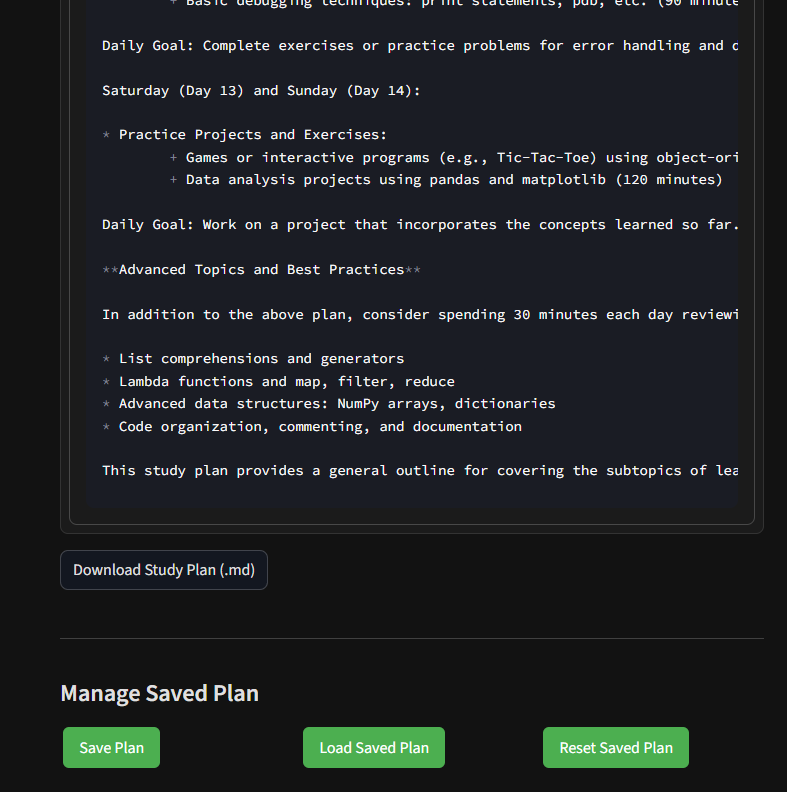 + Basic debugging techniques: print statements, pdb, etc. (90 minute
Daily Goal: Complete exercises or practice problems for error handling and
Saturday (Day 13) and Sunday (Day 14):
* Practice Projects and Exercises:
+ Games or interactive programs (e.g., Tic-Tac-Toe) using object-ori
+ Data analysis projects using pandas and matplotlib (120 minutes)
Daily Goal: Work on a project that incorporates the concepts learned so far.
**Advanced Topics and Best Practices**
In addition to the above plan, consider spending 30 minutes each day reviewi
* List comprehensions and generators
* Lambda functions and map, filter, reduce
* Advanced data structures: NumPy arrays, dictionaries
* Code organization, commenting, and documentation
This study plan provides a general outline for covering the subtopics of lea
Download Study Plan (.md)
Manage Saved Plan
Save Plan
Load Saved Plan
Reset Saved Plan